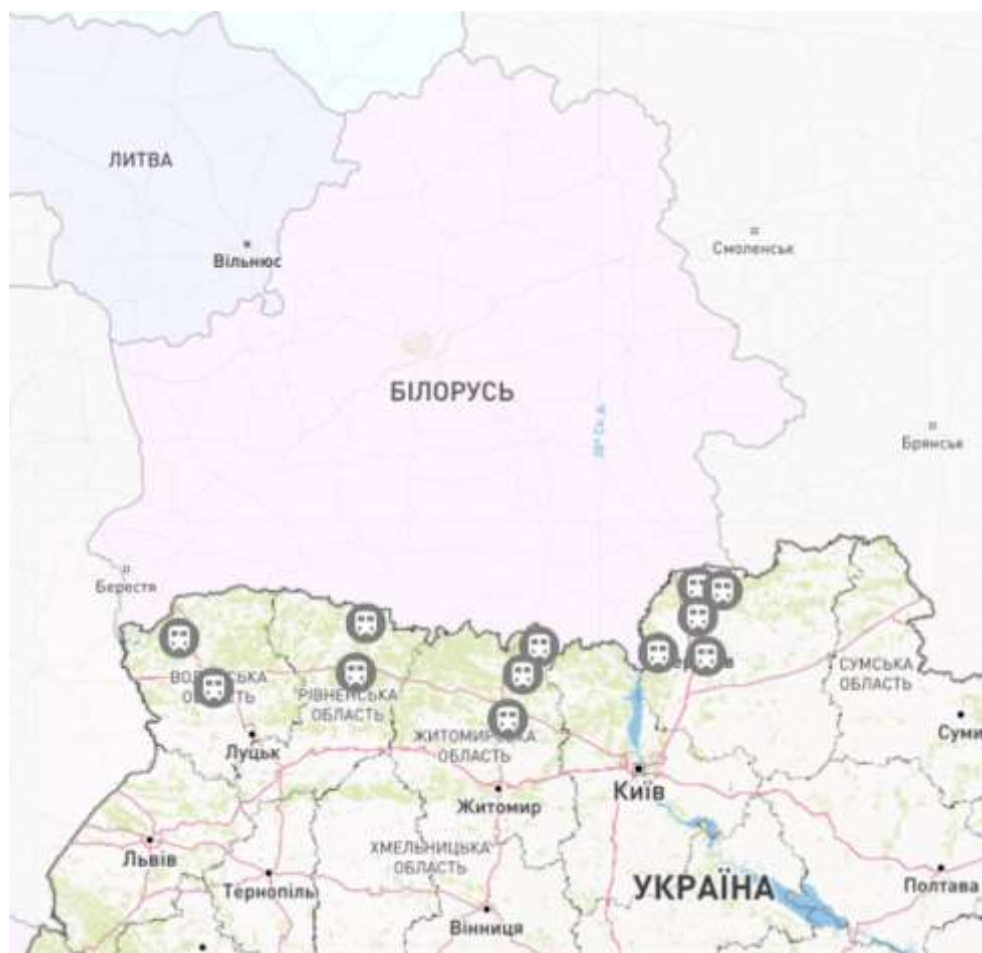 ЛИТВА
Вільнюс
Смоленськ
БІЛОРУСЬ
Брянськ
Берестя
СУМСЬКА
ОБЛАСТЬ
ОБЛАСТЬ
РІВНЕНСЬКА
ОБЛАСТЬ
Луцьк
ОБЛАСТЬ
Суми
Житомир
Київ
Львів
ХМЕЛЬНИЦЬКА
ОБЛАСТЬ
Тернопіль
УКРАЇНА
Полтава
Вінниця